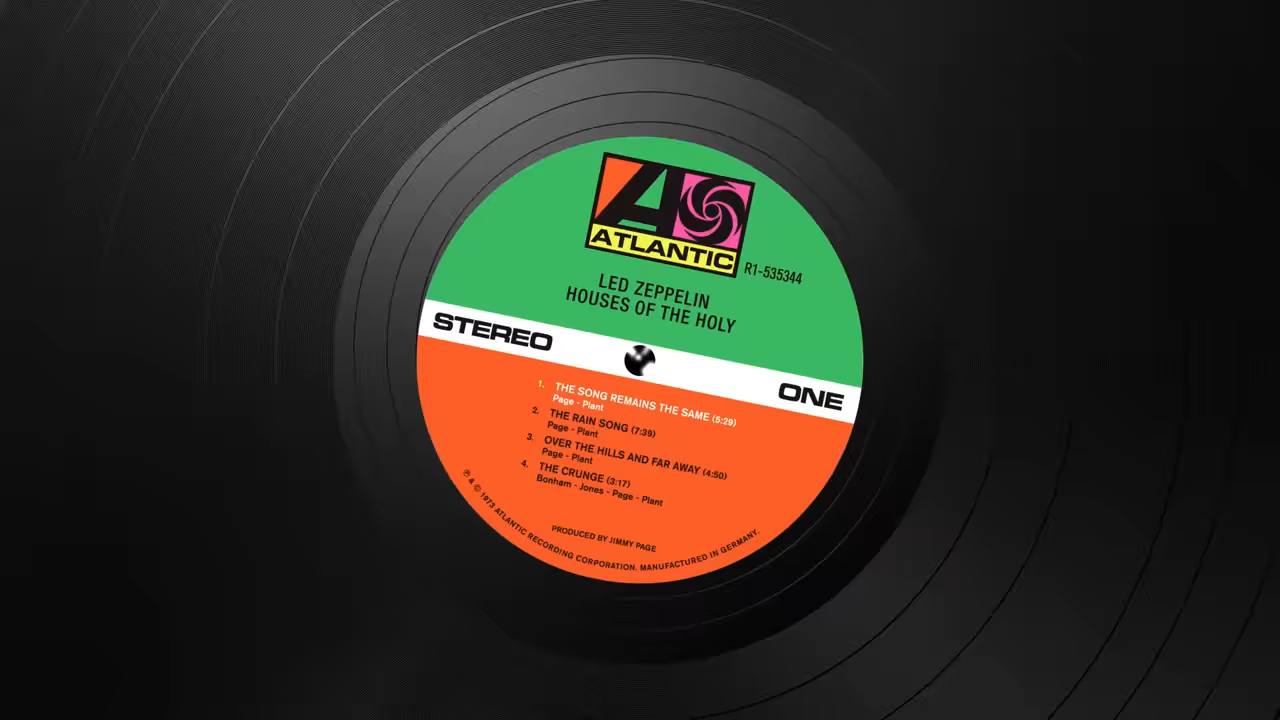 ATLANTIC
R1-535344
LED ZEPPELIN
HOUSES OF THE HOLY
STEREO
ONE
1. THE SONG REMAINS THE SAME (5:29)
Page - Plant
2. THE RAIN SONG (7:39)
Page - Plant
3. OVER THE HILLS AND FAR AWAY (4:50)
Page - Plant
4. THE CRUNGE (3:17)
Bonham - Jones - Page - Plant
PRODUCED BY JIMMY PAGE
℗ & © 1973 ATLANTIC RECORDING CORPORATION. MANUFACTURED IN GERMANY.